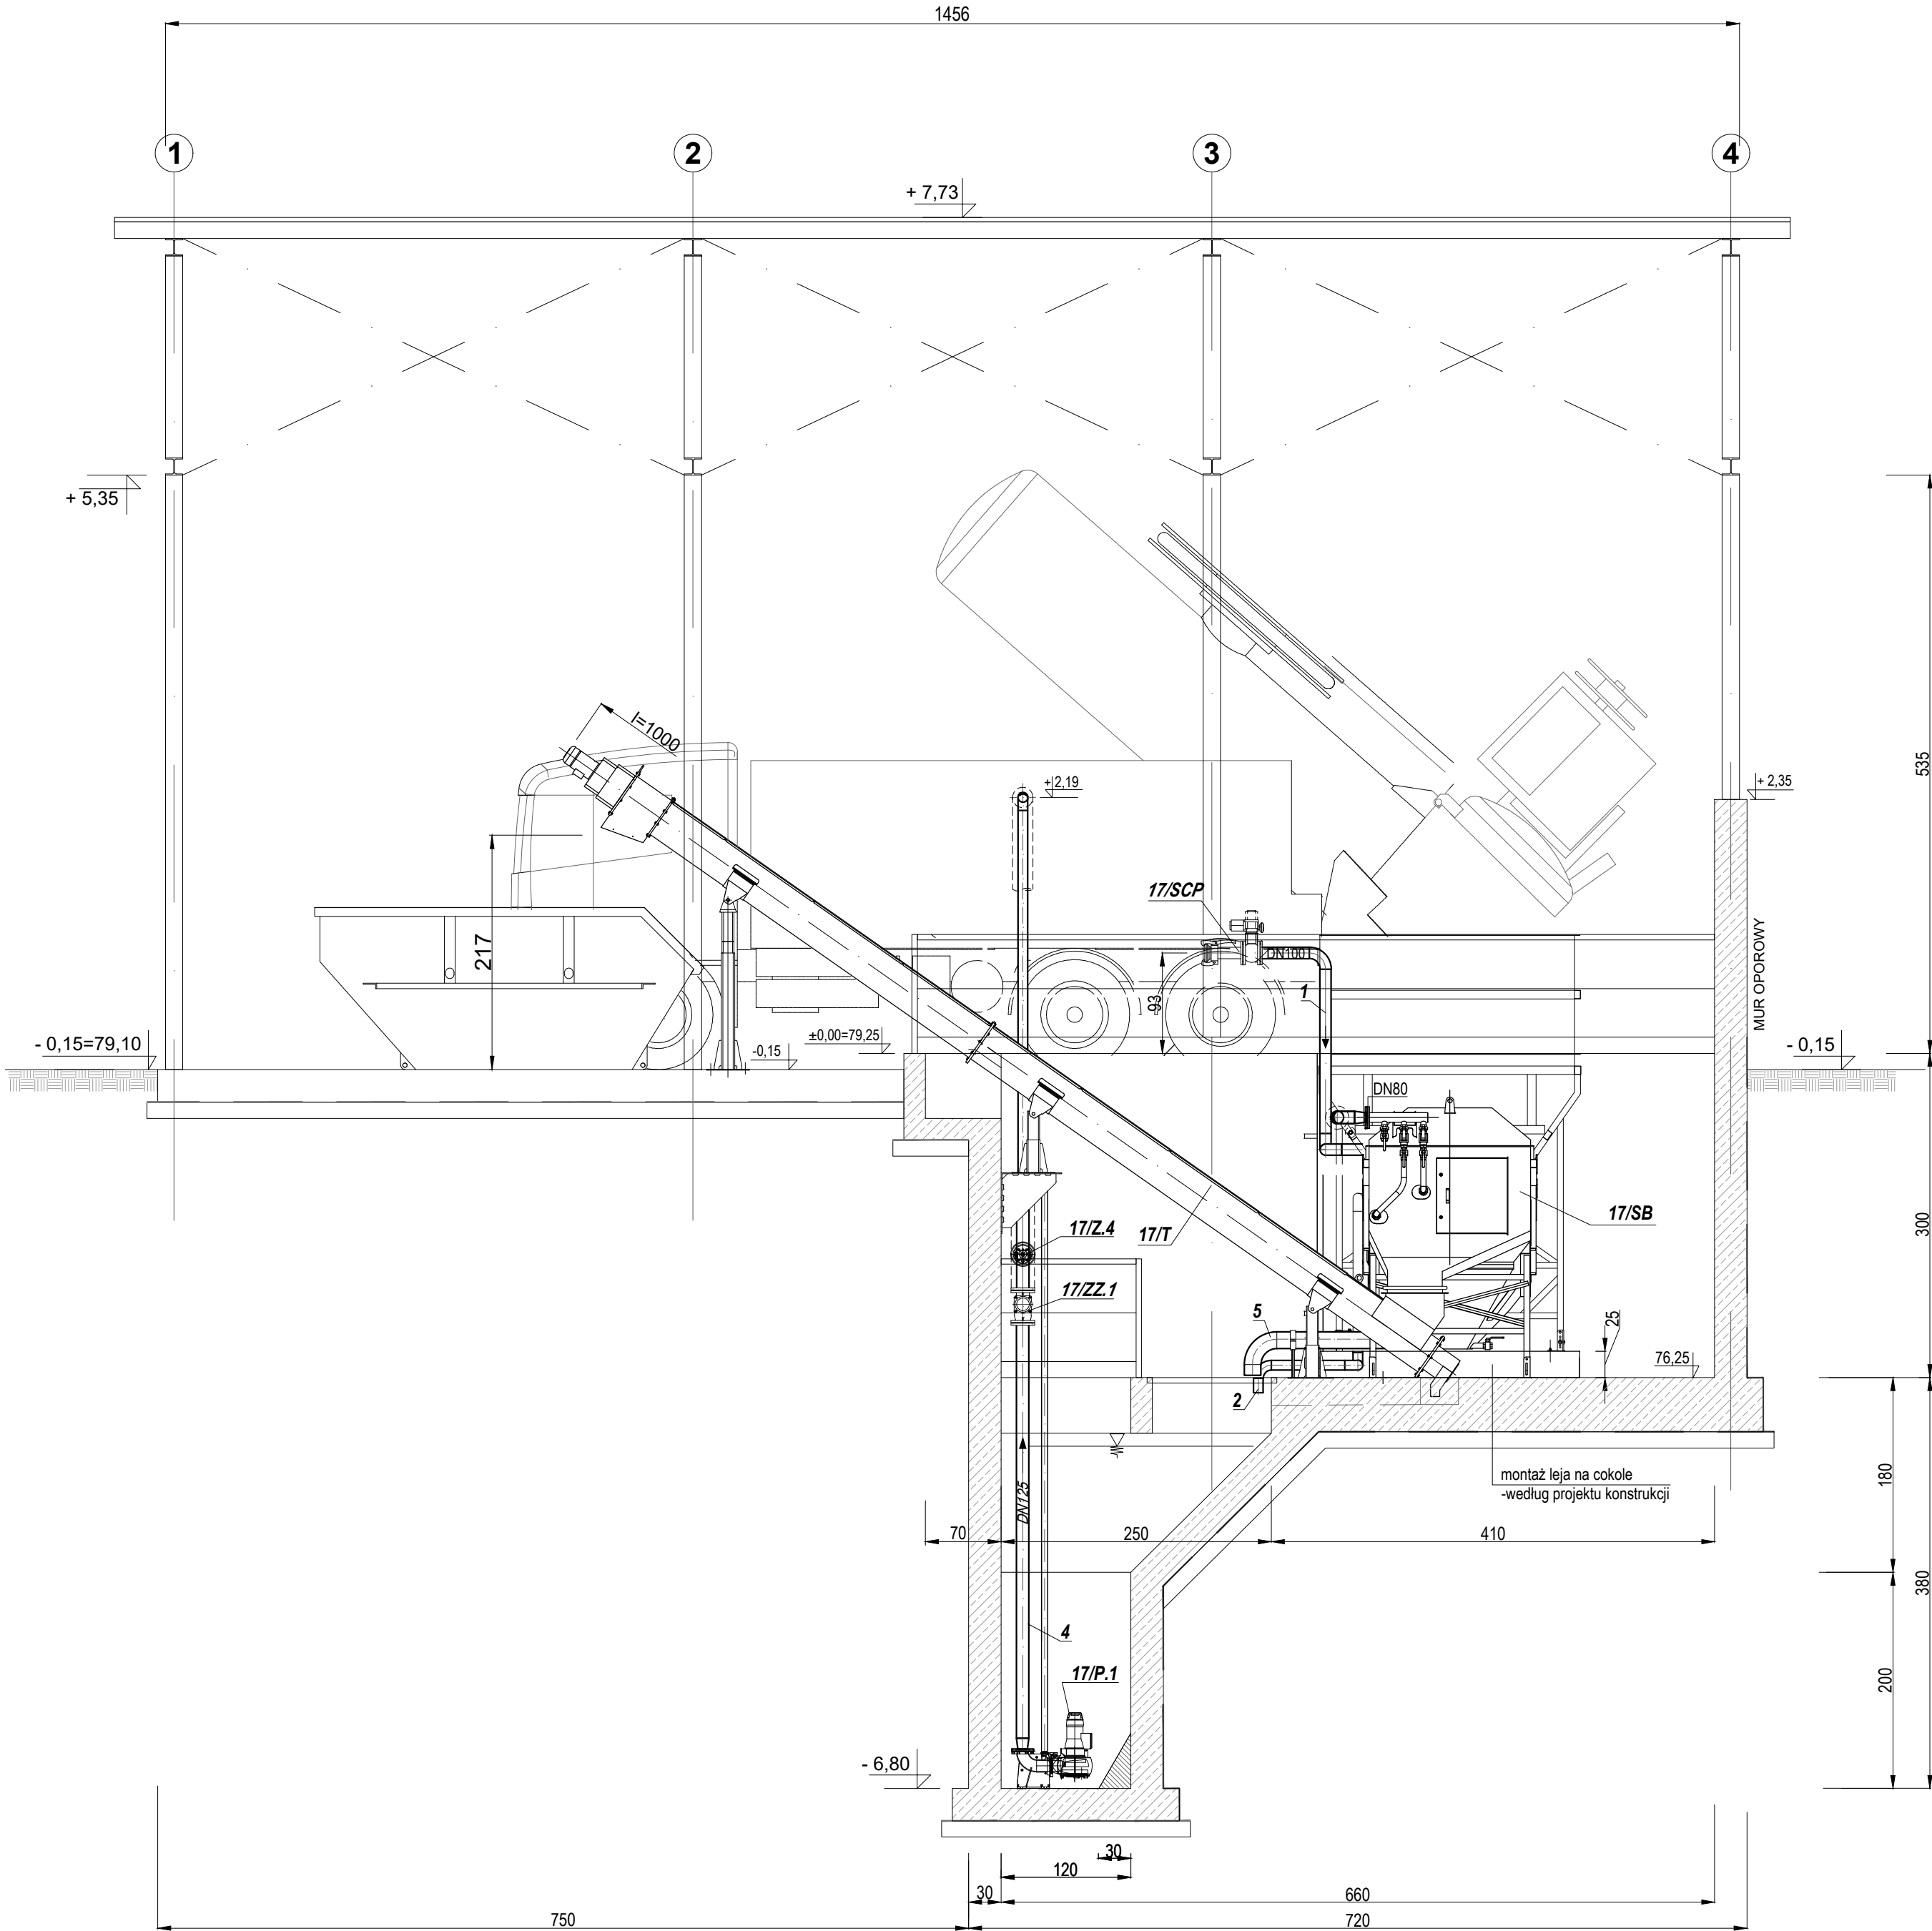 1456
1
2
3
4
+ 7,73
+ 5,35
l=1000
+2,19
+ 2,35
535
17/SCP
DN100
217
93
1
MUR OPOROWY
- 0,15=79,10
-0,15
±0,00=79,25
- 0,15
DN80
17/SB
17/Z.4
17/T
300
17/ZZ.1
5
25
76,25
2
montaż leja na cokole
-według projektu konstrukcji
180
DN125
70
250
410
380
4
17/P.1
200
- 6,80
30
120
30
660
750
720